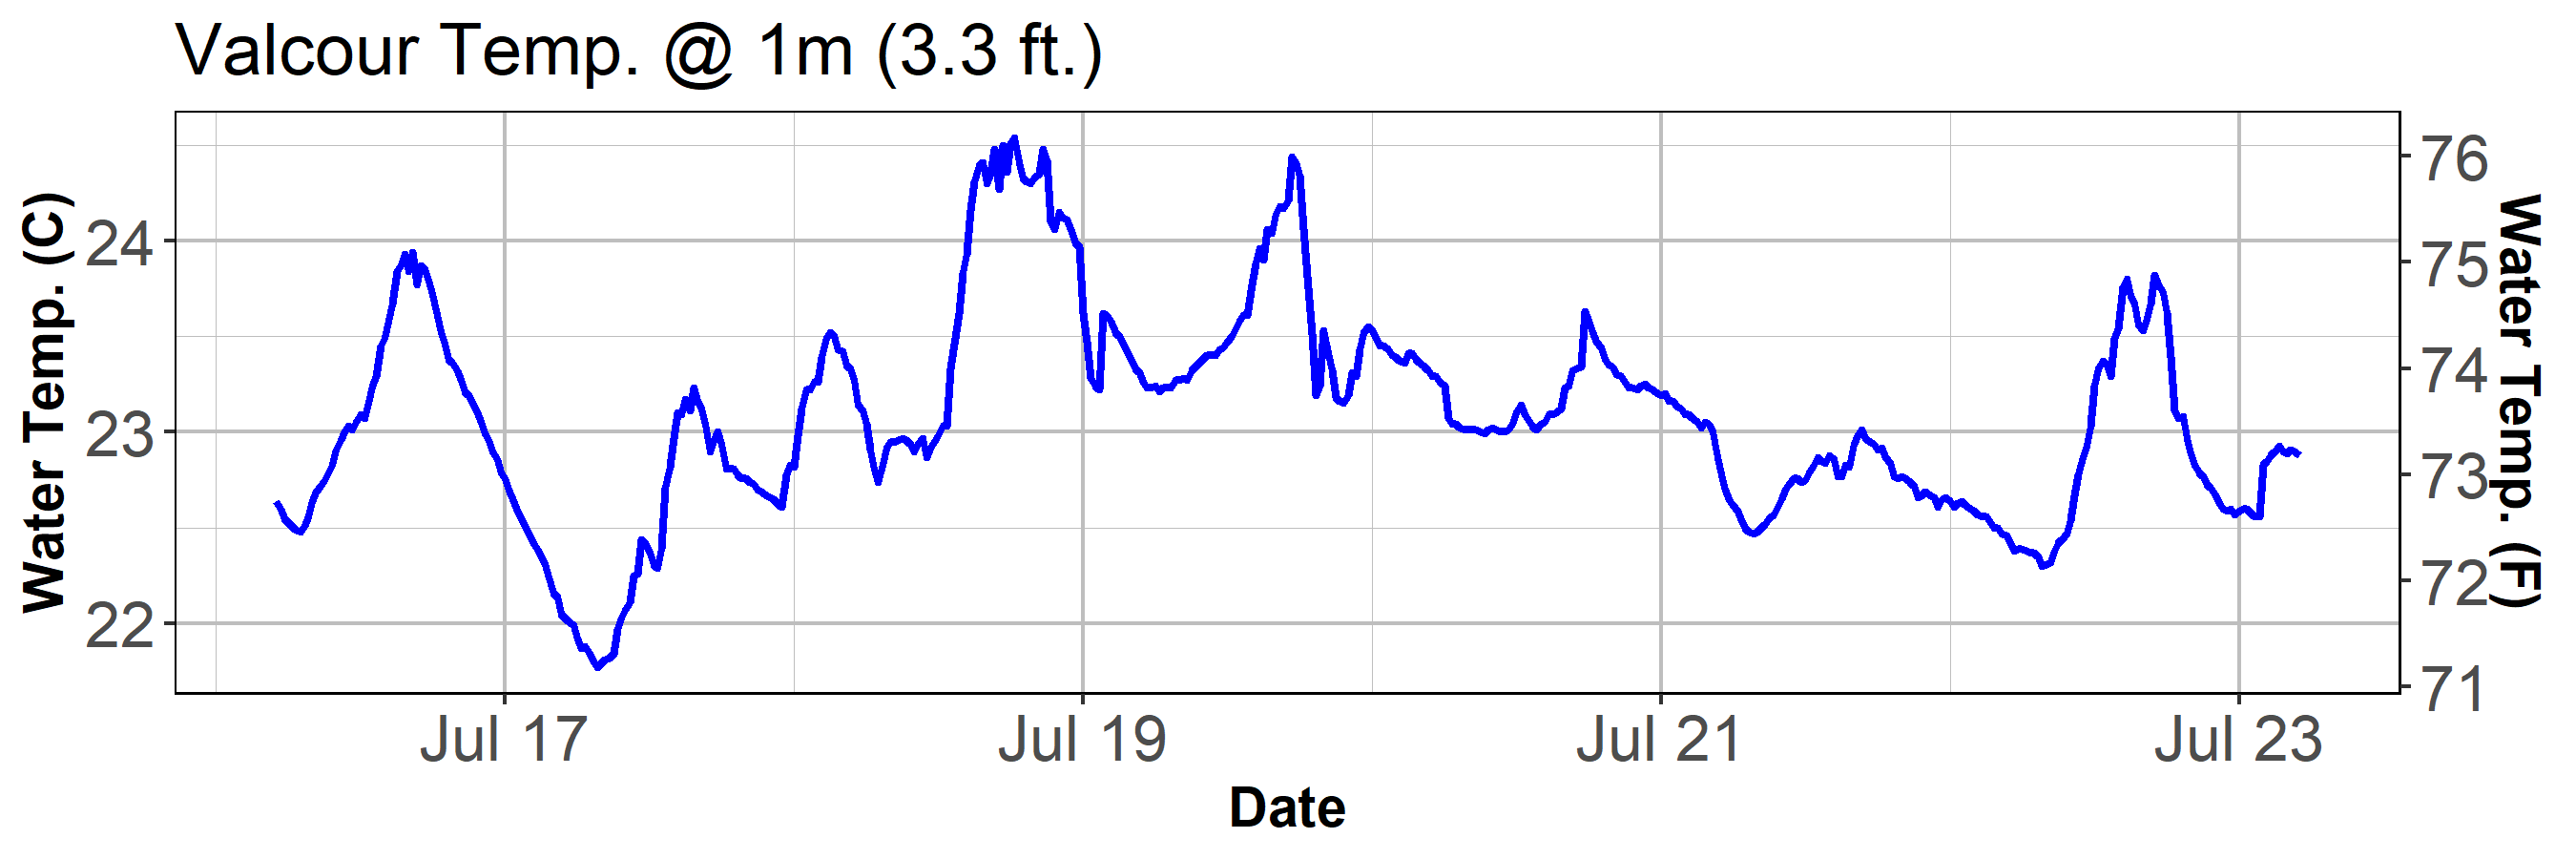 Valcour Temp. @ 1m (3.3 ft.)
Water Temp. (C)
24
23
22
76
75
74
73
72
71
Water Temp. (F)
Jul 17 Jul 19 Jul 21 Jul 23
Date